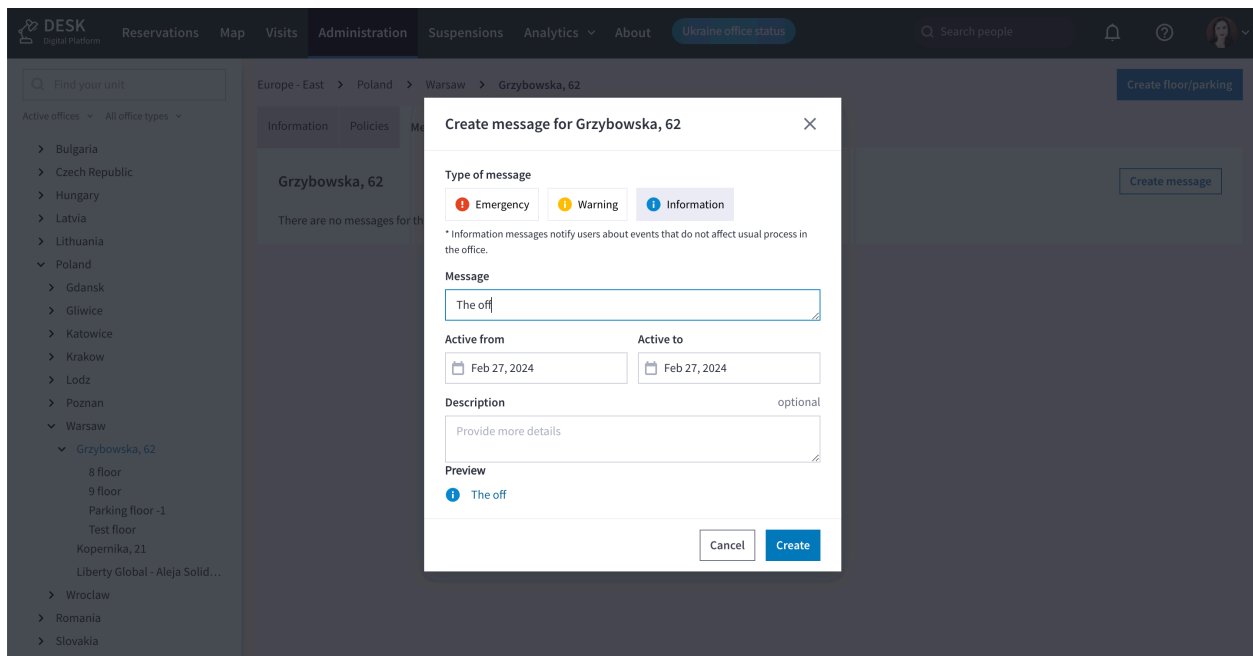 DESK
Digital Platform
Reservations Map Visits Administration Suspensions Analytics About Ukraine office status Search people
Find your unit
Active offices All office types
Bulgaria
Czech Republic
Hungary
Latvia
Lithuania
Poland
Gdansk
Gliwice
Katowice
Krakow
Lodz
Poznan
Warsaw
Grzybowska, 62
8 floor
9 floor
Parking floor -1
Test floor
Kopernika, 21
Liberty Global - Aleja Solid...
Wroclaw
Romania
Slovakia
Europe - East > Poland > Warsaw > Grzybowska, 62
Create floor/parking
Information Policies Me
Grzybowska, 62
Create message
There are no messages for th
Create message for Grzybowska, 62
Type of message
Emergency Warning Information
* Information messages notify users about events that do not affect usual process in
the office.
Message
The off
Active from Active to
Feb 27, 2024 Feb 27, 2024
Description optional
Provide more details
Preview
The off
Cancel Create